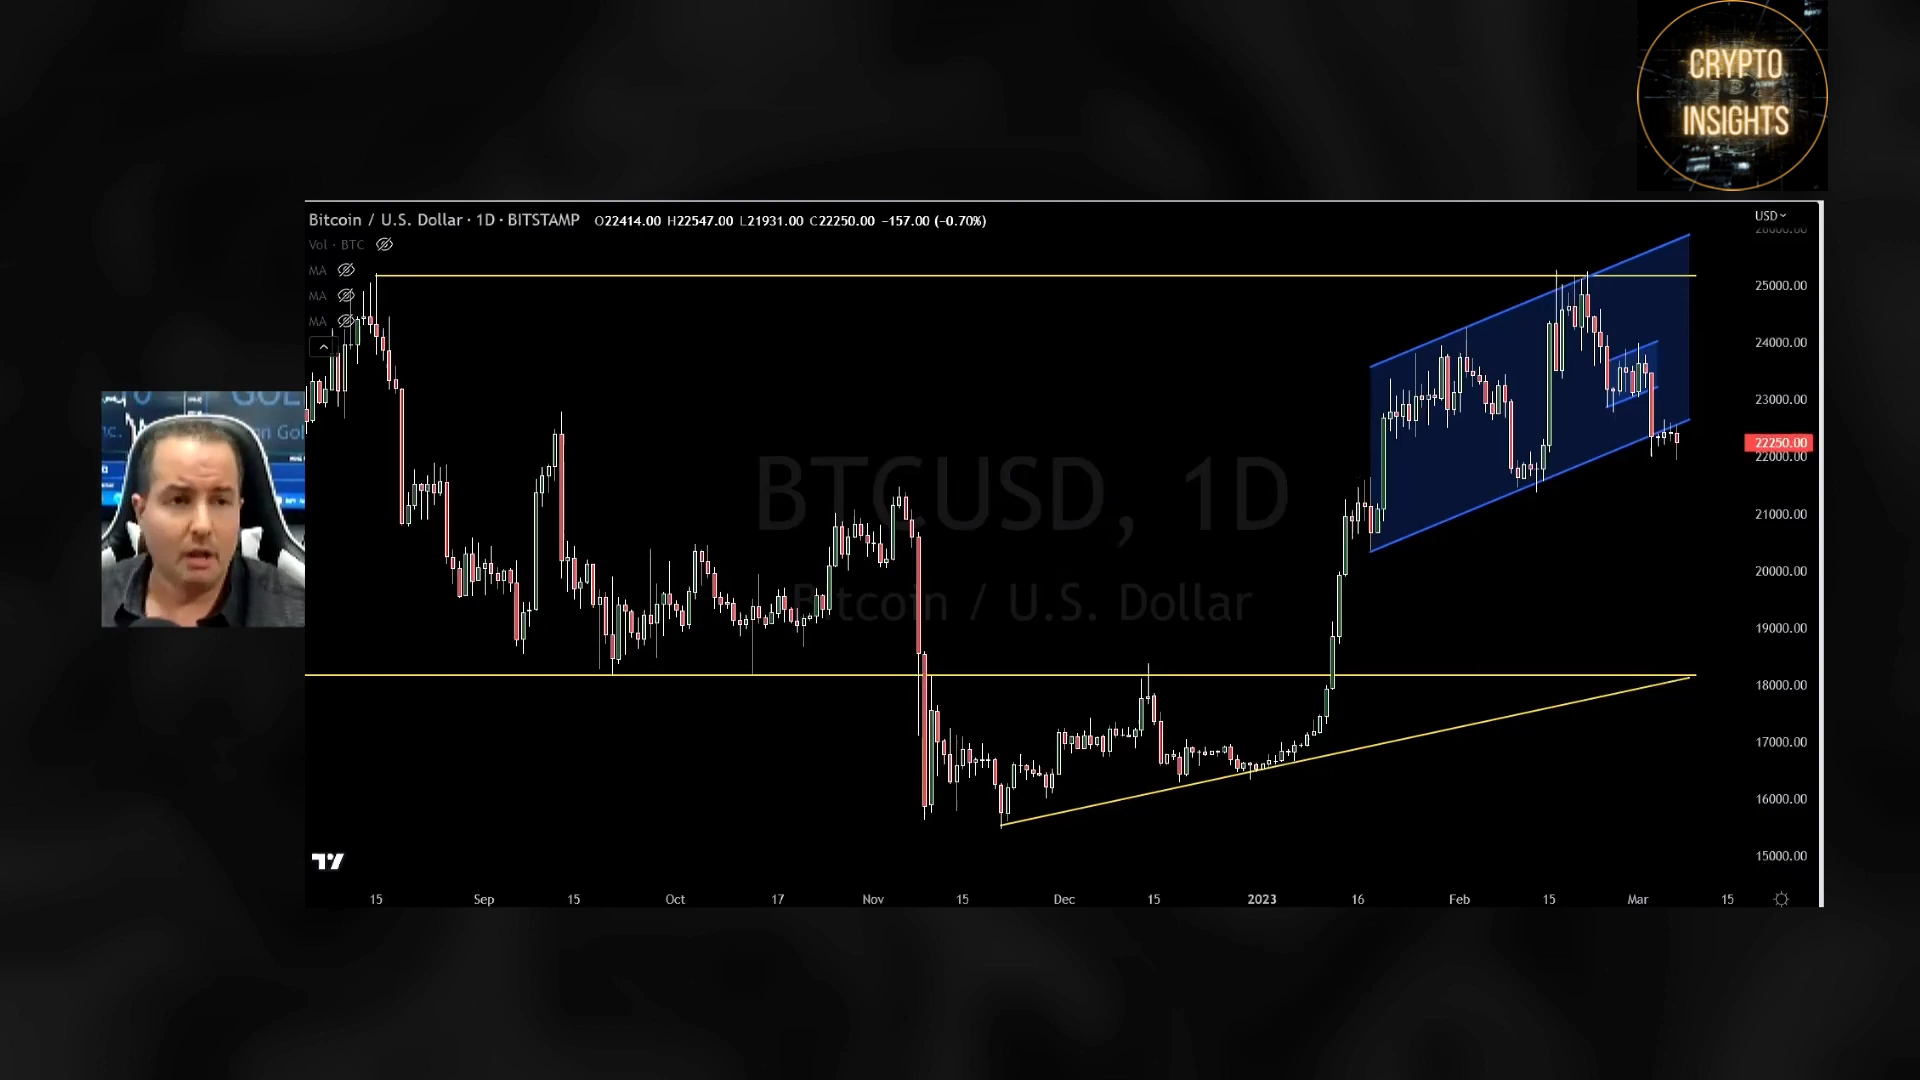 CRYPTO
INSIGHTS
Bitcoin / U.S. Dollar · 1D · BITSTAMP O22414.00 H22547.00 L21931.00 C22250.00 −157.00 (−0.70%)
USD
Vol · BTC
MA
MA
MA
25000.00
24000.00
23000.00
22250.00
22000.00
21000.00
20000.00
19000.00
18000.00
17000.00
16000.00
15000.00
BTCUSD, 1D
Bitcoin / U.S. Dollar
15 Sep 15 Oct 17 Nov 15 Dec 15 2023 16 Feb 15 Mar 15